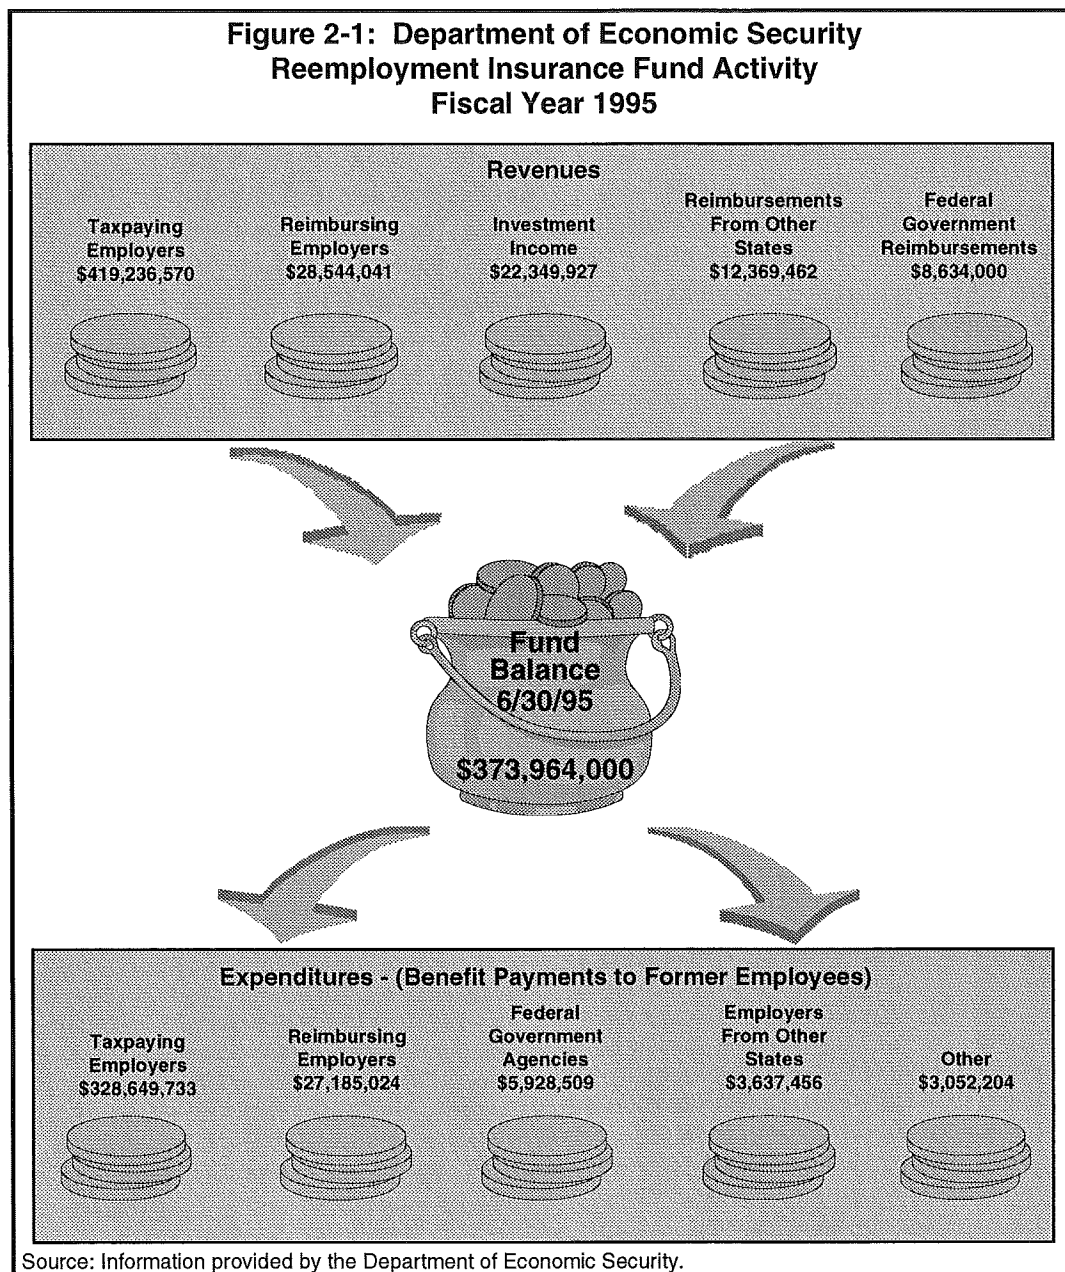 Figure 2-1: Department of Economic Security
Reemployment Insurance Fund Activity
Fiscal Year 1995
Revenues
Taxpaying
Employers
$419,236,570
Reimbursing
Employers
$28,544,041
Investment
Income
$22,349,927
Reimbursements
From Other
States
$12,369,462
Federal
Government
Reimbursements
$8,634,000
Fund
Balance
6/30/95
$373,964,000
Expenditures - (Benefit Payments to Former Employees)
Taxpaying
Employers
$328,649,733
Reimbursing
Employers
$27,185,024
Federal
Government
Agencies
$5,928,509
Employers
From Other
States
$3,637,456
Other
$3,052,204
Source: Information provided by the Department of Economic Security.